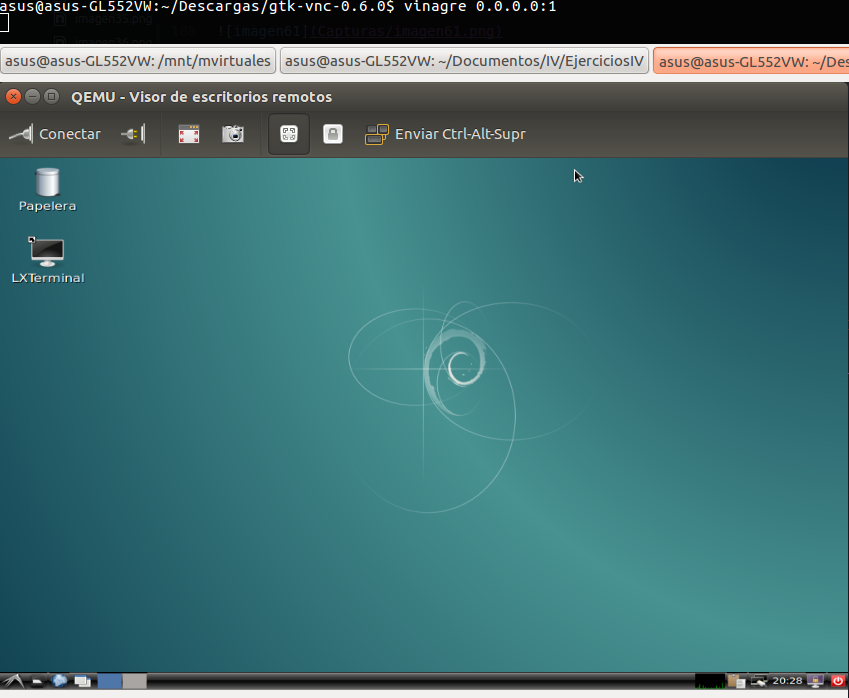 asus@asus-GL552VW:~/Descargas/gtk-vnc-0.6.0$ vinagre 0.0.0.0:1
imagen35.png
![imagen61](Capturas/imagen61.png)
asus@asus-GL552VW: /mnt/mvirtuales
asus@asus-GL552VW: ~/Documentos/IV/EjerciciosIV
asus@asus-GL552VW: ~/Des
QEMU - Visor de escritorios remotos
Conectar
Enviar Ctrl-Alt-Supr
Papelera
LXTerminal
20:28